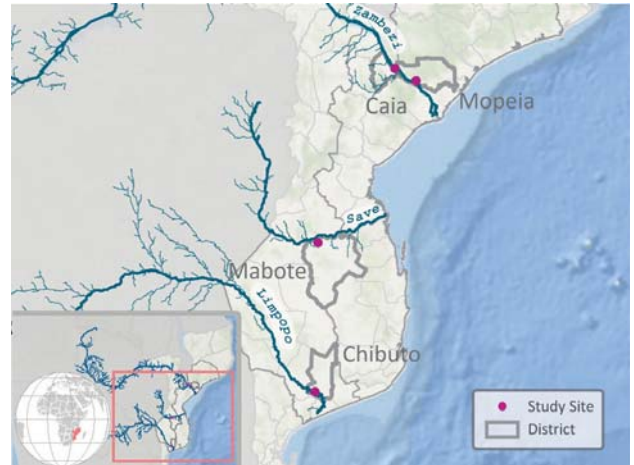 Zambezi
Caia
Mopeia
Save
Mabote
Limpopo
Chibuto
Study Site
District